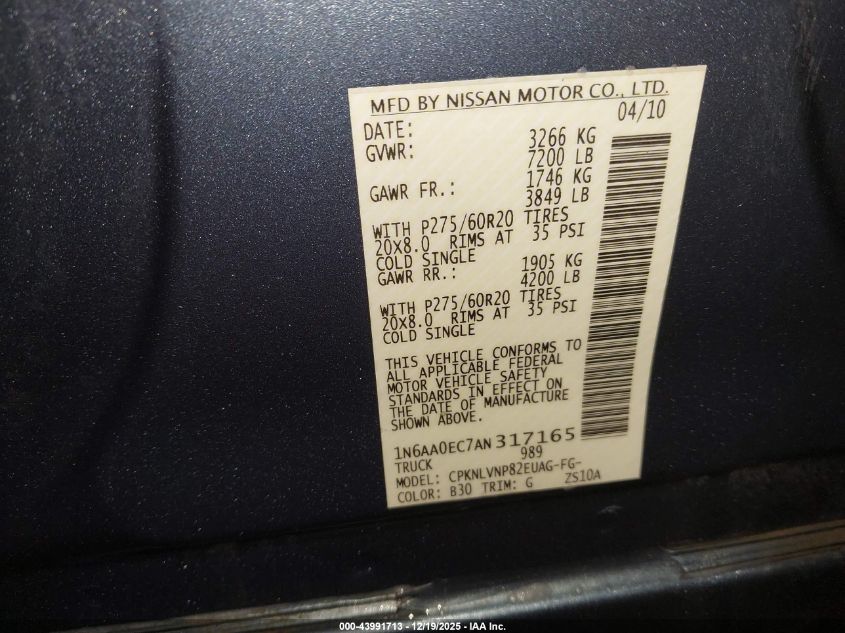 MFD BY NISSAN MOTOR CO., LTD.
DATE: 04/10
GVWR: 3266 KG
7200 LB
GAWR FR.: 1746 KG
3849 LB
WITH P275/60R20 TIRES
20X8.0 RIMS AT 35 PSI
COLD SINGLE
GAWR RR.: 1905 KG
4200 LB
WITH P275/60R20 TIRES
20X8.0 RIMS AT 35 PSI
COLD SINGLE
THIS VEHICLE CONFORMS TO
ALL APPLICABLE FEDERAL
MOTOR VEHICLE SAFETY
STANDARDS IN EFFECT ON
THE DATE OF MANUFACTURE
SHOWN ABOVE.
1N6AA0EC7AN317165
TRUCK 989
MODEL: CPKNLVNP82EUAG-FG-
COLOR: B30 TRIM: G ZS10A
000-43991713 - 12/19/2025 - IAA Inc.